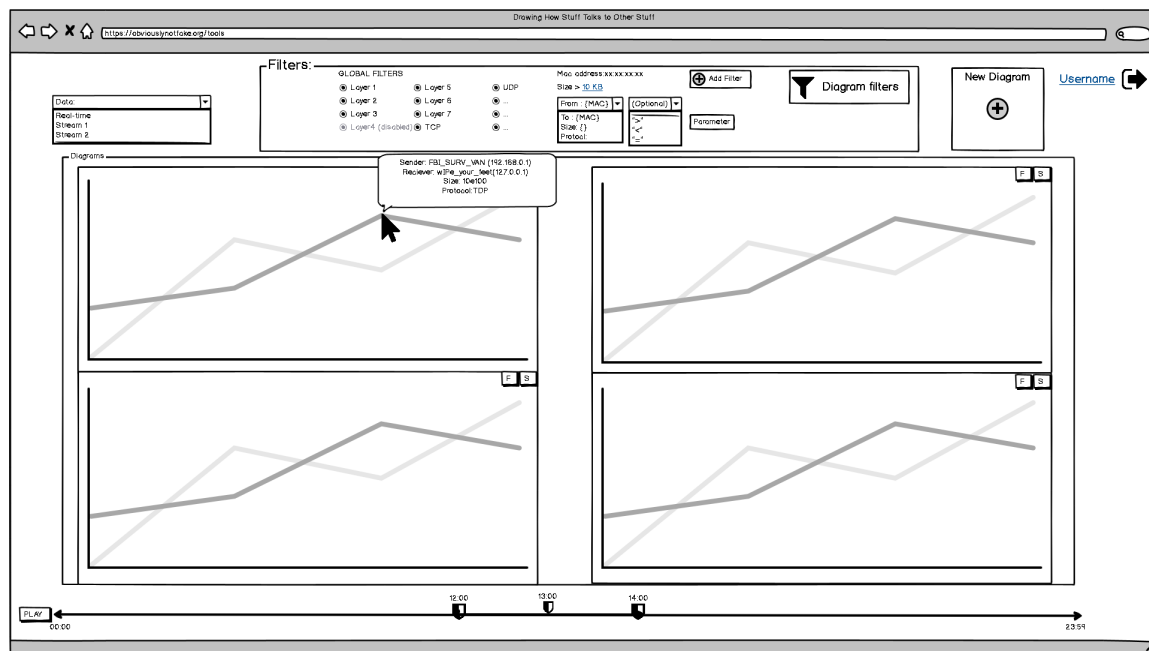 Drawing How Stuff Talks to Other Stuff
https://obviouslynotfake.org/tools
Filters:
GLOBAL FILTERS
Layer 1
Layer 2
Layer 3
Layer4 (disabled)
Layer 5
Layer 6
Layer 7
TCP
UDP
...
...
...
Mac address:xx:xx:xx:xx
Size > 10 KB
From : {MAC}
To : {MAC}
Size: {}
Protocl:
(Optional)
">"
"<"
"="
Add Filter
Parameter
Diagram filters
New Diagram
Username
Data:
Real-time
Stream 1
Stream 2
Diagrams
Sender: FBI_SURV_VAN (192.168.0.1)
Reciever: wIPe_your_feet(127.0.0.1)
Size: 10e100
Protocol:TDP
F S
F S
F S
PLAY
00:00
12:00
13:00
14:00
23:59